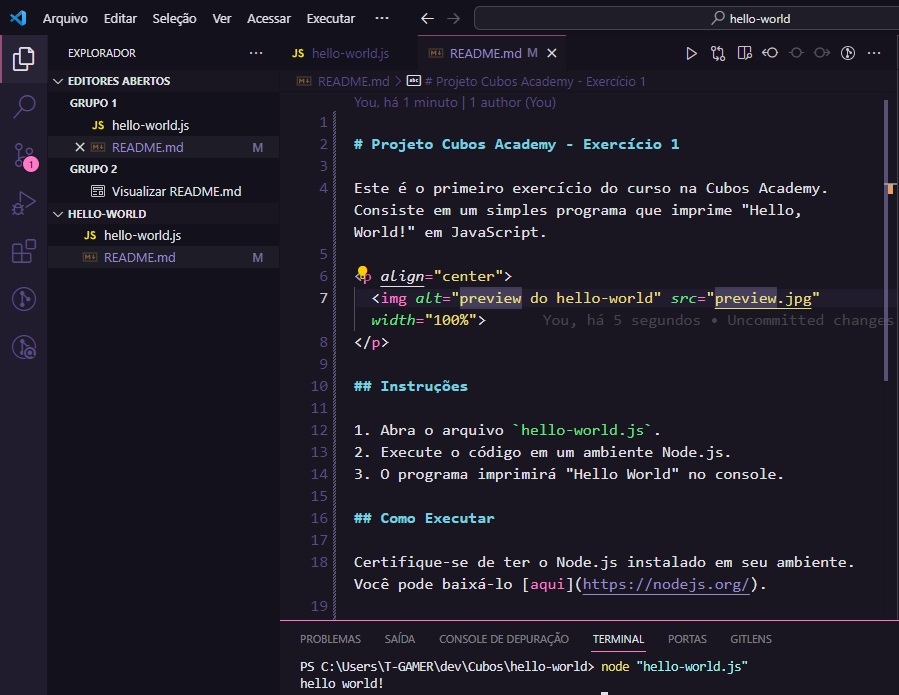 Arquivo Editar Seleção Ver Acessar Executar ··· hello-world
EXPLORADOR ···
EDITORES ABERTOS
GRUPO 1
JS hello-world.js
README.md M
GRUPO 2
Visualizar README.md
HELLO-WORLD
JS hello-world.js
README.md M
1
JS hello-world.js README.md M
README.md > # Projeto Cubos Academy - Exercício 1
You, há 1 minuto | 1 author (You)
1
2 # Projeto Cubos Academy - Exercício 1
3
4 Este é o primeiro exercício do curso na Cubos Academy.
Consiste em um simples programa que imprime "Hello,
World!" em JavaScript.
5
6 <p align="center">
7 <img alt="preview do hello-world" src="preview.jpg"
width="100%"> You, há 5 segundos • Uncommitted changes
8 </p>
9
10 ## Instruções
11
12 1. Abra o arquivo `hello-world.js`.
13 2. Execute o código em um ambiente Node.js.
14 3. O programa imprimirá "Hello World" no console.
15
16 ## Como Executar
17
18 Certifique-se de ter o Node.js instalado em seu ambiente.
Você pode baixá-lo [aqui](https://nodejs.org/).
19
PROBLEMAS SAÍDA CONSOLE DE DEPURAÇÃO TERMINAL PORTAS GITLENS
PS C:\Users\T-GAMER\dev\Cubos\hello-world> node "hello-world.js"
hello world!